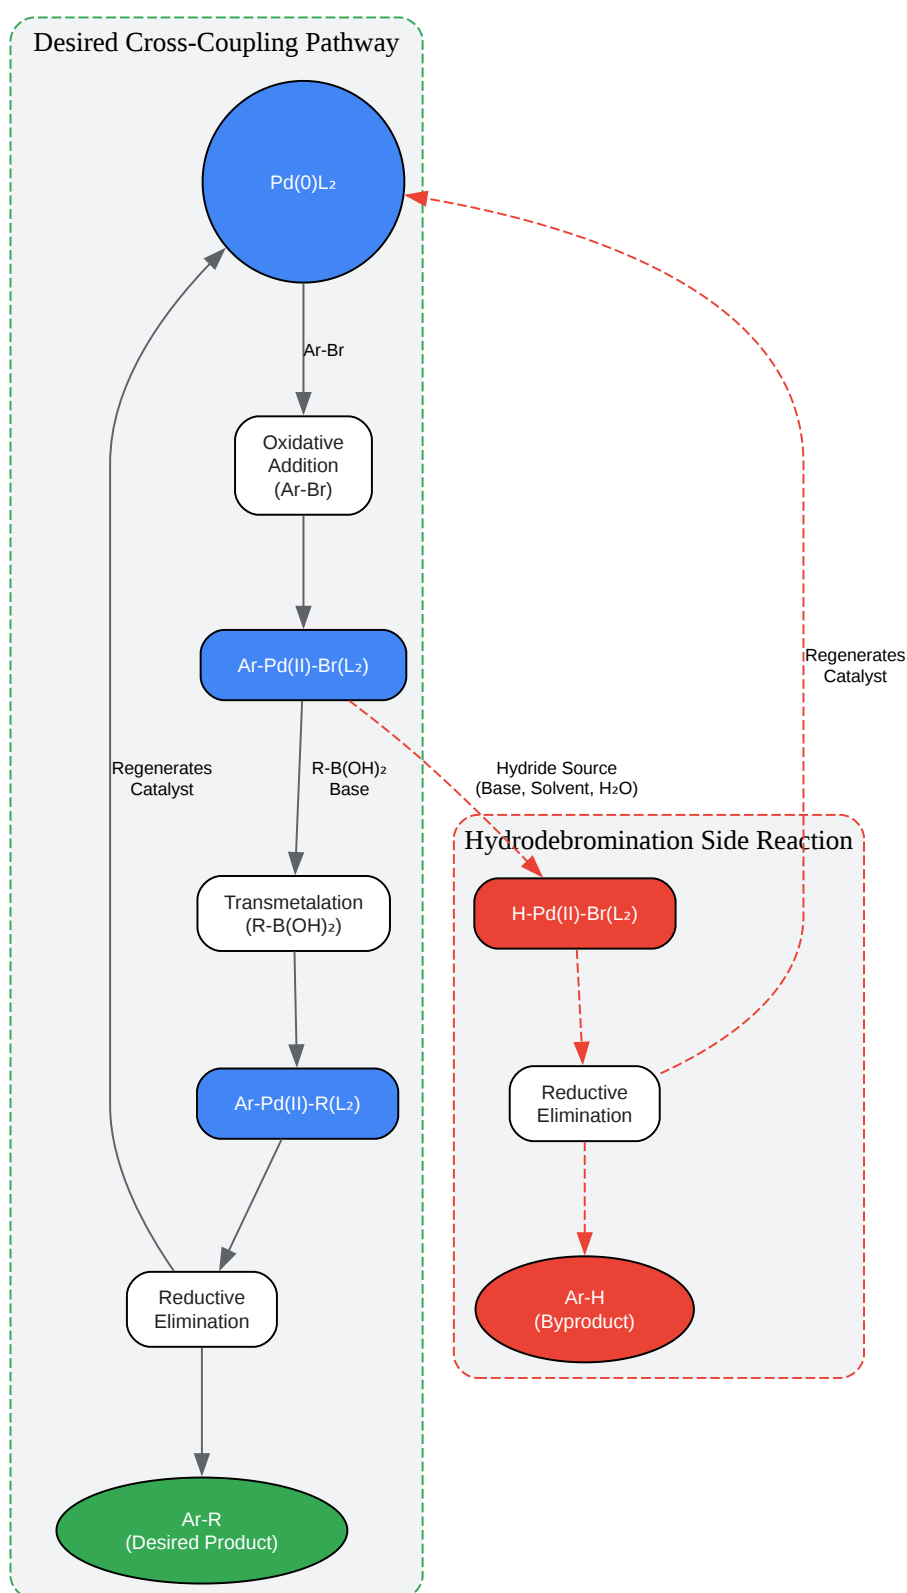 Desired Cross-Coupling Pathway
Pd(0)L₂
Ar-Br
Oxidative
Addition
(Ar-Br)
Ar-Pd(II)-Br(L₂)
Regenerates
Catalyst
R-B(OH)₂
Base
Transmetalation
(R-B(OH)₂)
Ar-Pd(II)-R(L₂)
Reductive
Elimination
Ar-R
(Desired Product)
Regenerates
Catalyst
Hydride Source
(Base, Solvent, H₂O)
Hydrodebromination Side Reaction
H-Pd(II)-Br(L₂)
Reductive
Elimination
Ar-H
(Byproduct)